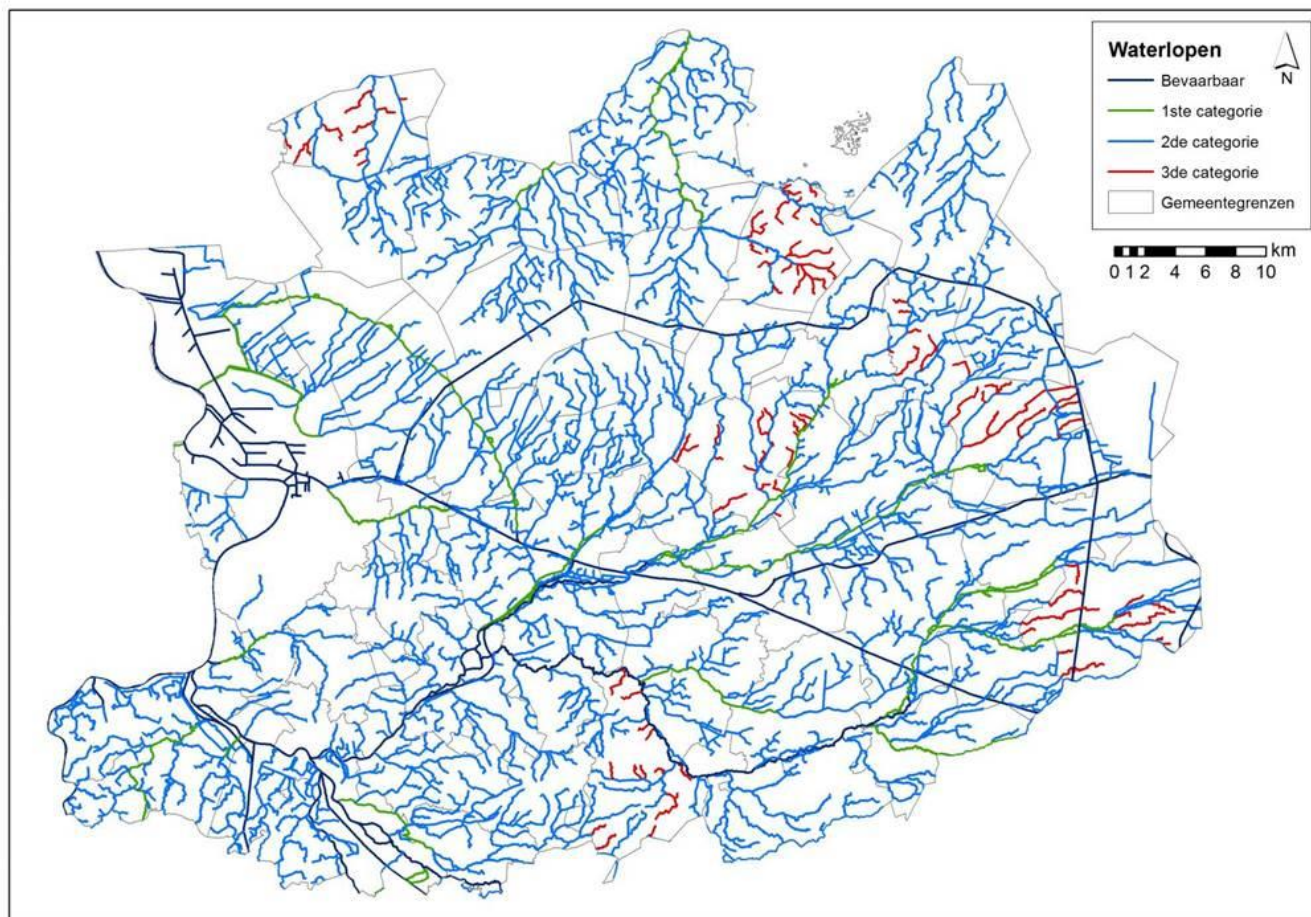 Waterlopen
N
Bevaarbaar
1ste categorie
2de categorie
3de categorie
Gemeentegrenzen
km
0 1 2 4 6 8 10